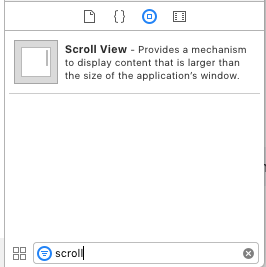 Scroll View - Provides a mechanism
to display content that is larger than
the size of the application's window.
scroll